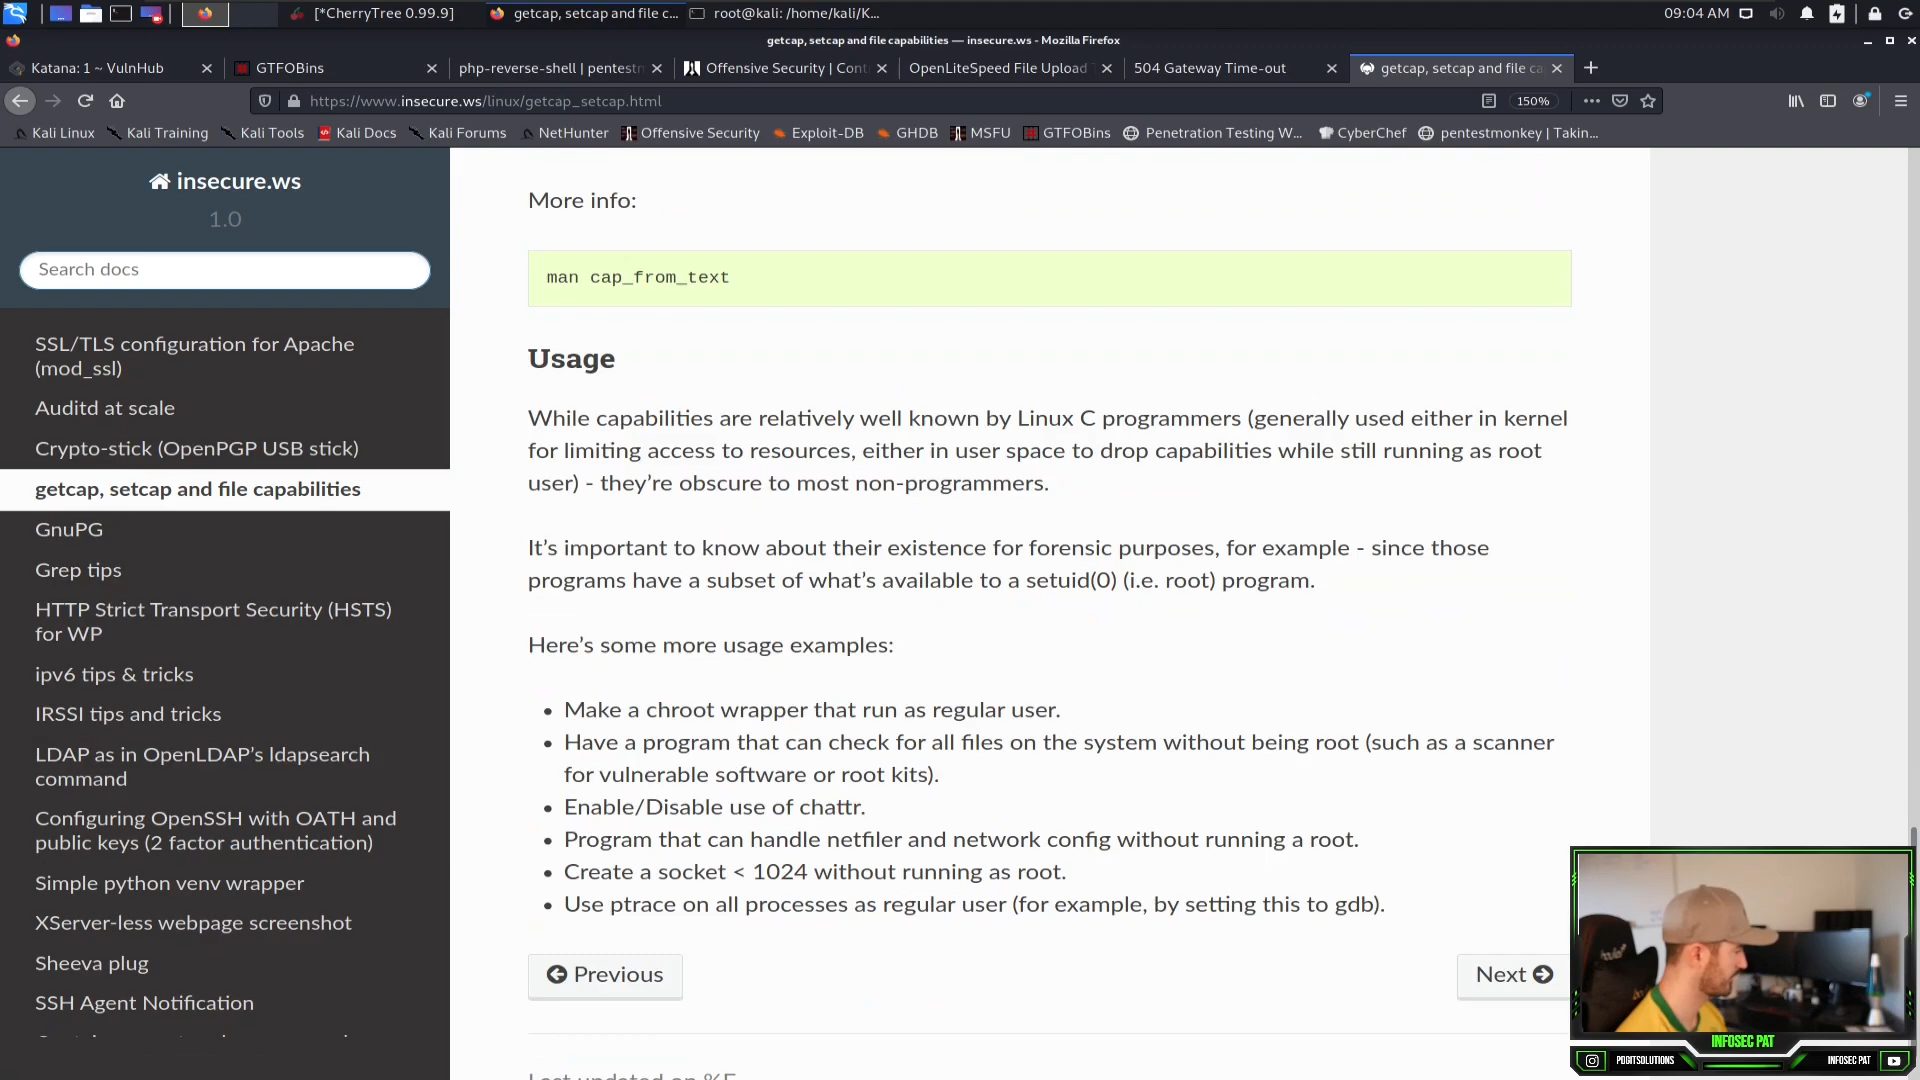 [*CherryTree 0.99.9]
getcap, setcap and file c...
root@kali: /home/kali/K...
09:04 AM
getcap, setcap and file capabilities — insecure.ws - Mozilla Firefox
Katana: 1 ~ VulnHub
GTFOBins
php-reverse-shell | pentestm
Offensive Security | Cont
OpenLiteSpeed File Upload
504 Gateway Time-out
getcap, setcap and file ca
https://www.insecure.ws/linux/getcap_setcap.html
150%
Kali Linux
Kali Training
Kali Tools
Kali Docs
Kali Forums
NetHunter
Offensive Security
Exploit-DB
GHDB
MSFU
GTFOBins
Penetration Testing W...
CyberChef
pentestmonkey | Takin...
insecure.ws
1.0
Search docs
SSL/TLS configuration for Apache
(mod_ssl)
Auditd at scale
Crypto-stick (OpenPGP USB stick)
getcap, setcap and file capabilities
GnuPG
Grep tips
HTTP Strict Transport Security (HSTS)
for WP
ipv6 tips & tricks
IRSSI tips and tricks
LDAP as in OpenLDAP’s ldapsearch
command
Configuring OpenSSH with OATH and
public keys (2 factor authentication)
Simple python venv wrapper
XServer-less webpage screenshot
Sheeva plug
SSH Agent Notification
More info:
man cap_from_text
Usage
While capabilities are relatively well known by Linux C programmers (generally used either in kernel
for limiting access to resources, either in user space to drop capabilities while still running as root
user) - they’re obscure to most non-programmers.
It’s important to know about their existence for forensic purposes, for example - since those
programs have a subset of what’s available to a setuid(0) (i.e. root) program.
Here’s some more usage examples:
• Make a chroot wrapper that run as regular user.
• Have a program that can check for all files on the system without being root (such as a scanner
for vulnerable software or root kits).
• Enable/Disable use of chattr.
• Program that can handle netfiler and network config without running a root.
• Create a socket < 1024 without running as root.
• Use ptrace on all processes as regular user (for example, by setting this to gdb).
Previous
Next
Last updated on %E
INFOSEC PAT
PDBITSOLUTIONS
INFOSEC PAT